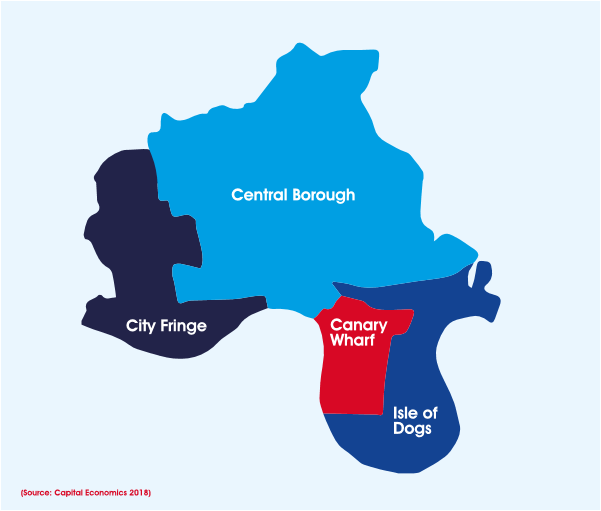 Central Borough
City Fringe
Canary
Wharf
Isle of
Dogs
(Source: Capital Economics 2018)